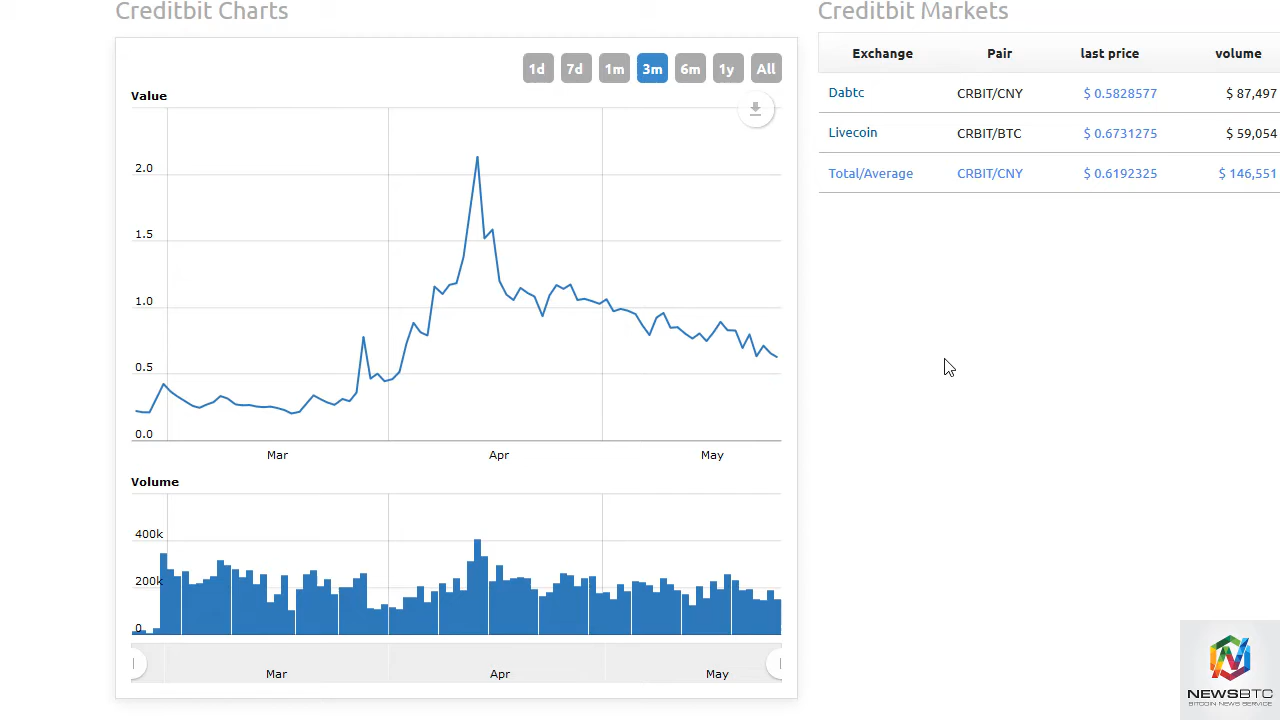 Creditbit Charts
1d 7d 1m 3m 6m 1y All
Value
2.0
1.5
1.0
0.5
0.0
Mar Apr May
Volume
400k
200k
0
Mar Apr May
Creditbit Markets
Exchange Pair last price volume
Dabtc CRBIT/CNY $ 0.5828577 $ 87,497
Livecoin CRBIT/BTC $ 0.6731275 $ 59,054
Total/Average CRBIT/CNY $ 0.6192325 $ 146,551
NEWSBTC
BITCOIN NEWS SERVICE